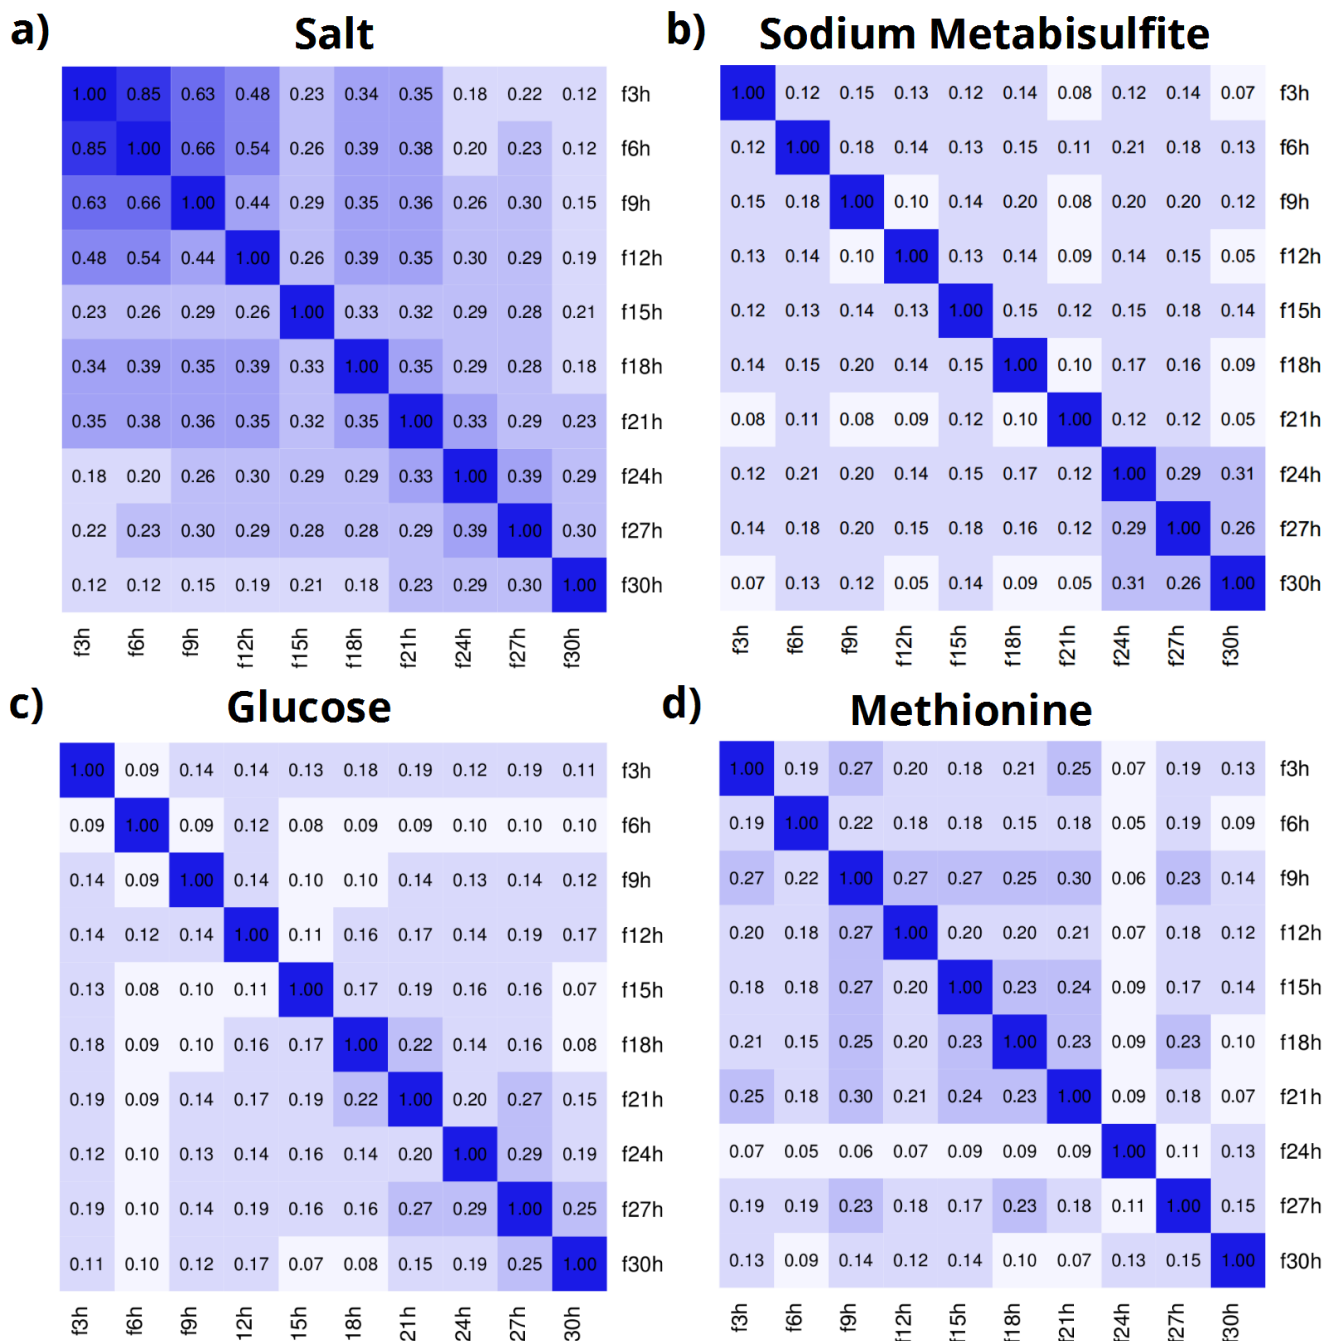 a) Salt
1.00 0.85 0.63 0.48 0.23 0.34 0.35 0.18 0.22 0.12 f3h
0.85 1.00 0.66 0.54 0.26 0.39 0.38 0.20 0.23 0.12 f6h
0.63 0.66 1.00 0.44 0.29 0.35 0.36 0.26 0.30 0.15 f9h
0.48 0.54 0.44 1.00 0.26 0.39 0.35 0.30 0.29 0.19 f12h
0.23 0.26 0.29 0.26 1.00 0.33 0.32 0.29 0.28 0.21 f15h
0.34 0.39 0.35 0.39 0.33 1.00 0.35 0.29 0.28 0.18 f18h
0.35 0.38 0.36 0.35 0.32 0.35 1.00 0.33 0.29 0.23 f21h
0.18 0.20 0.26 0.30 0.29 0.29 0.33 1.00 0.39 0.29 f24h
0.22 0.23 0.30 0.29 0.28 0.28 0.29 0.39 1.00 0.30 f27h
0.12 0.12 0.15 0.19 0.21 0.18 0.23 0.29 0.30 1.00 f30h
f3h f6h f9h f12h f15h f18h f21h f24h f27h f30h
b) Sodium Metabisulfite
1.00 0.12 0.15 0.13 0.12 0.14 0.08 0.12 0.14 0.07 f3h
0.12 1.00 0.18 0.14 0.13 0.15 0.11 0.21 0.18 0.13 f6h
0.15 0.18 1.00 0.10 0.14 0.20 0.08 0.20 0.20 0.12 f9h
0.13 0.14 0.10 1.00 0.13 0.14 0.09 0.14 0.15 0.05 f12h
0.12 0.13 0.14 0.13 1.00 0.15 0.12 0.15 0.18 0.14 f15h
0.14 0.15 0.20 0.14 0.15 1.00 0.10 0.17 0.16 0.09 f18h
0.08 0.11 0.08 0.09 0.12 0.10 1.00 0.12 0.12 0.05 f21h
0.12 0.21 0.20 0.14 0.15 0.17 0.12 1.00 0.29 0.31 f24h
0.14 0.18 0.20 0.15 0.18 0.16 0.12 0.29 1.00 0.26 f27h
0.07 0.13 0.12 0.05 0.14 0.09 0.05 0.31 0.26 1.00 f30h
f3h f6h f9h f12h f15h f18h f21h f24h f27h f30h
c) Glucose
1.00 0.09 0.14 0.14 0.13 0.18 0.19 0.12 0.19 0.11 f3h
0.09 1.00 0.09 0.12 0.08 0.09 0.09 0.10 0.10 0.10 f6h
0.14 0.09 1.00 0.14 0.10 0.10 0.14 0.13 0.14 0.12 f9h
0.14 0.12 0.14 1.00 0.11 0.16 0.17 0.14 0.19 0.17 f12h
0.13 0.08 0.10 0.11 1.00 0.17 0.19 0.16 0.16 0.07 f15h
0.18 0.09 0.10 0.16 0.17 1.00 0.22 0.14 0.16 0.08 f18h
0.19 0.09 0.14 0.17 0.19 0.22 1.00 0.20 0.27 0.15 f21h
0.12 0.10 0.13 0.14 0.16 0.14 0.20 1.00 0.29 0.19 f24h
0.19 0.10 0.14 0.19 0.16 0.16 0.27 0.29 1.00 0.25 f27h
0.11 0.10 0.12 0.17 0.07 0.08 0.15 0.19 0.25 1.00 f30h
f3h f6h f9h 12h 15h 18h 21h 24h 27h 30h
d) Methionine
1.00 0.19 0.27 0.20 0.18 0.21 0.25 0.07 0.19 0.13 f3h
0.19 1.00 0.22 0.18 0.18 0.15 0.18 0.05 0.19 0.09 f6h
0.27 0.22 1.00 0.27 0.27 0.25 0.30 0.06 0.23 0.14 f9h
0.20 0.18 0.27 1.00 0.20 0.20 0.21 0.07 0.18 0.12 f12h
0.18 0.18 0.27 0.20 1.00 0.23 0.24 0.09 0.17 0.14 f15h
0.21 0.15 0.25 0.20 0.23 1.00 0.23 0.09 0.23 0.10 f18h
0.25 0.18 0.30 0.21 0.24 0.23 1.00 0.09 0.18 0.07 f21h
0.07 0.05 0.06 0.07 0.09 0.09 0.09 1.00 0.11 0.13 f24h
0.19 0.19 0.23 0.18 0.17 0.23 0.18 0.11 1.00 0.15 f27h
0.13 0.09 0.14 0.12 0.14 0.10 0.07 0.13 0.15 1.00 f30h
f3h f6h f9h f12h f15h f18h f21h f24h f27h f30h